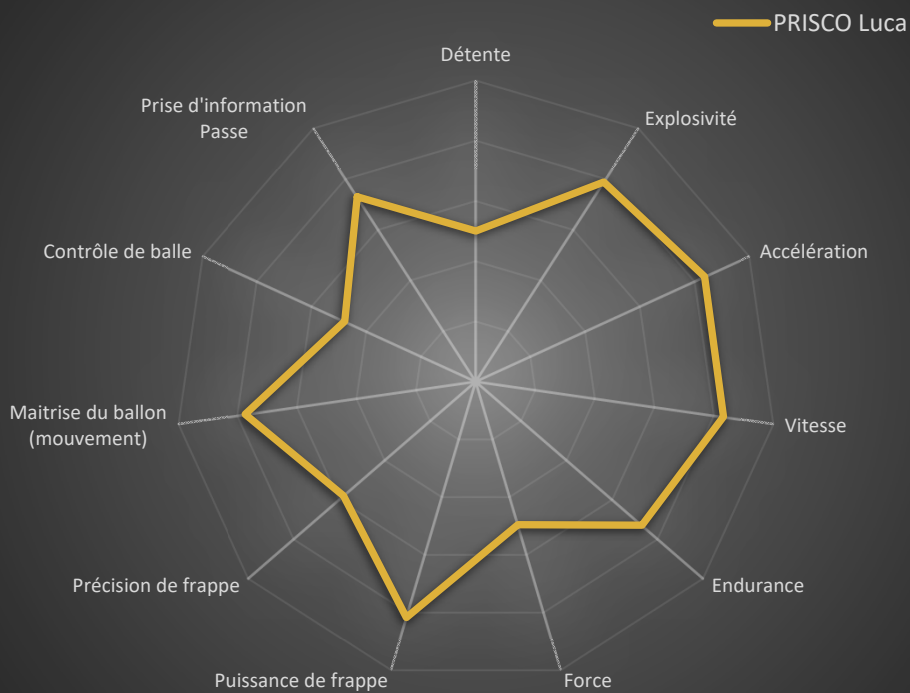 PRISCO Luca
Détente
Explosivité
Accélération
Vitesse
Endurance
Force
Puissance de frappe
Précision de frappe
Maitrise du ballon
(mouvement)
Contrôle de balle
Prise d'information
Passe